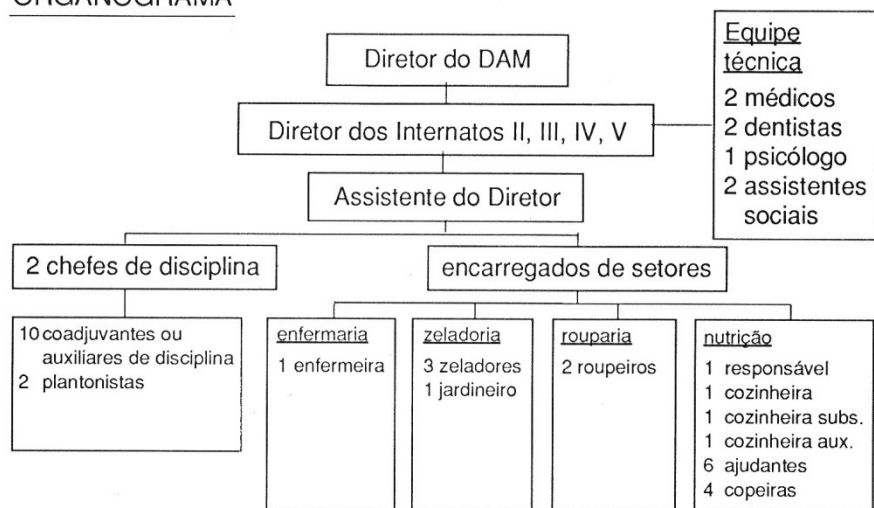 ORGANOGRAMA
Diretor do DAM
Diretor dos Internatos II, III, IV, V
Assistente do Diretor
Equipe
técnica
2 médicos
2 dentistas
1 psicólogo
2 assistentes
sociais
2 chefes de disciplina
encarregados de setores
10 coadjuvantes ou
auxiliares de disciplina
2 plantonistas
enfermaria
1 enfermeira
zeladoria
3 zeladores
1 jardineiro
rouparia
2 roupeiros
nutrição
1 responsável
1 cozinheira
1 cozinheira subs.
1 cozinheira aux.
6 ajudantes
4 copeiras